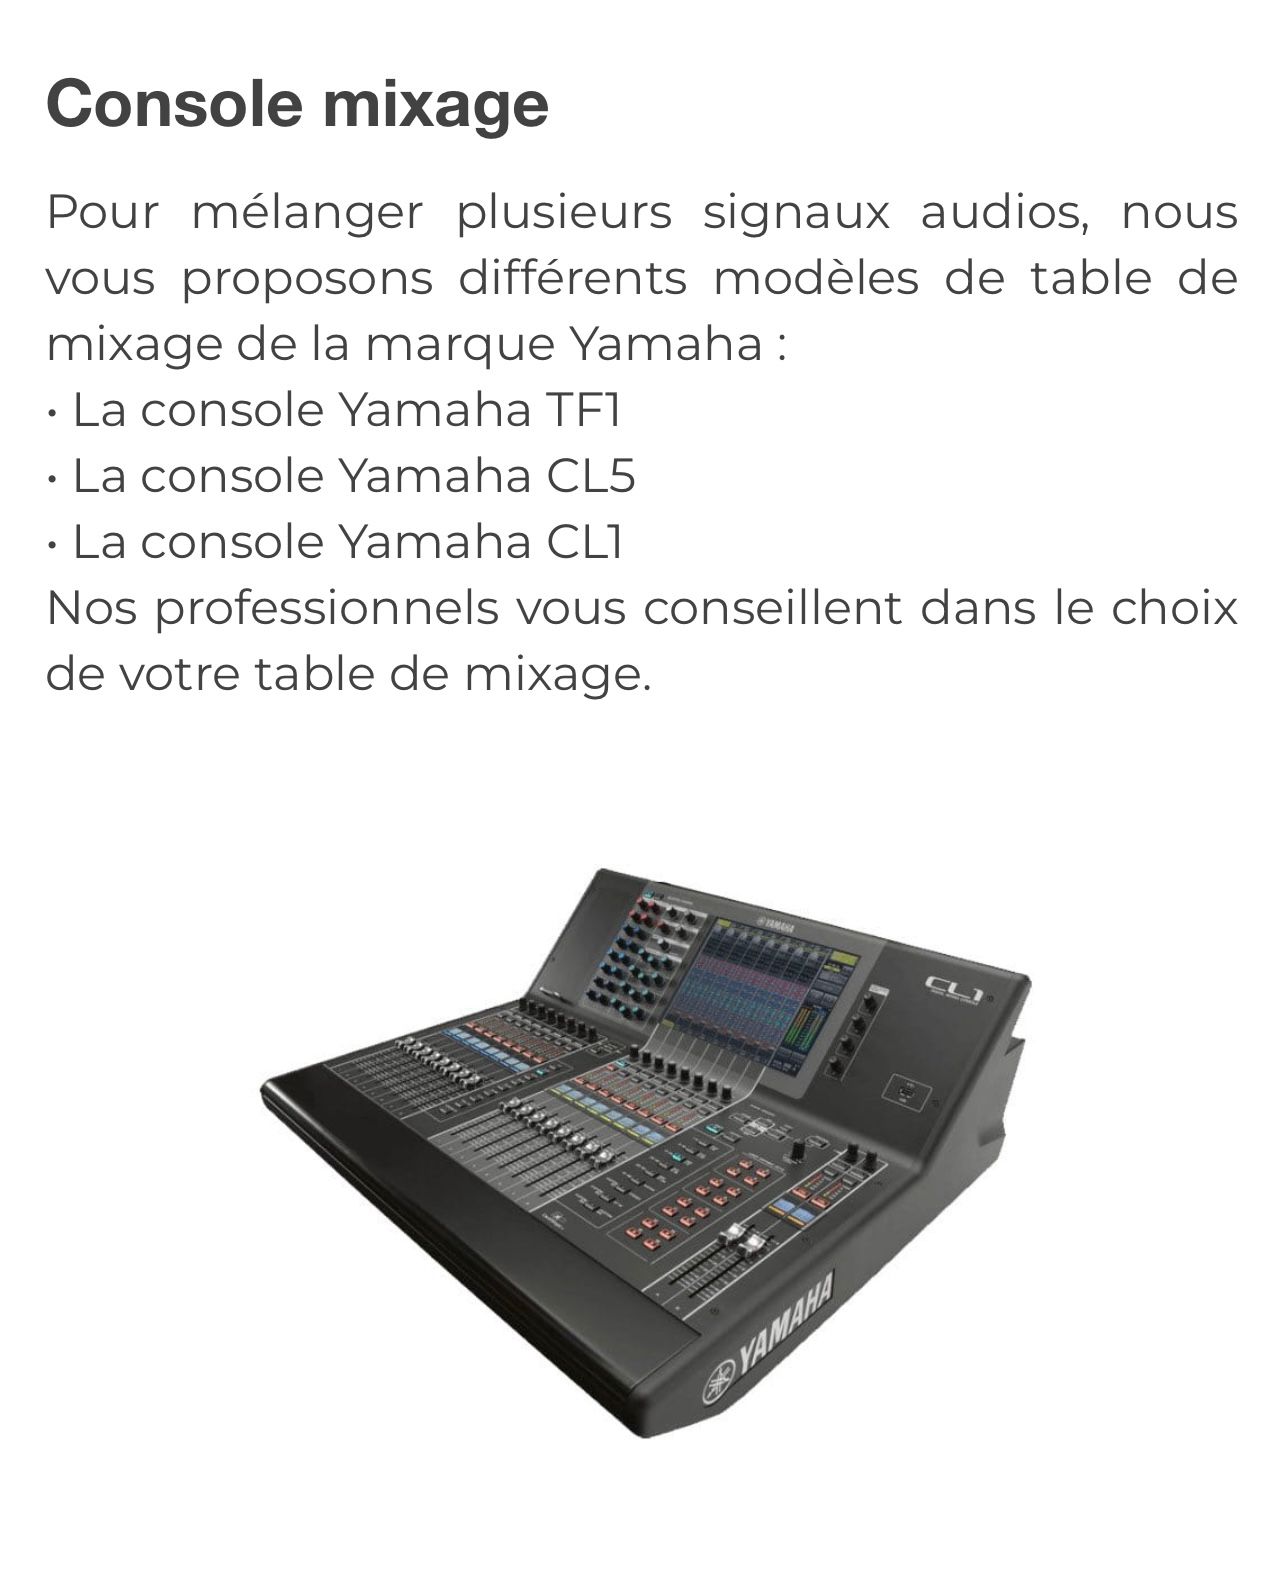 Console mixage
Pour mélanger plusieurs signaux audios, nous
vous proposons différents modèles de table de
mixage de la marque Yamaha :
• La console Yamaha TF1
• La console Yamaha CL5
• La console Yamaha CL1
Nos professionnels vous conseillent dans le choix
de votre table de mixage.
YAMAHA
CL1
YAMAHA